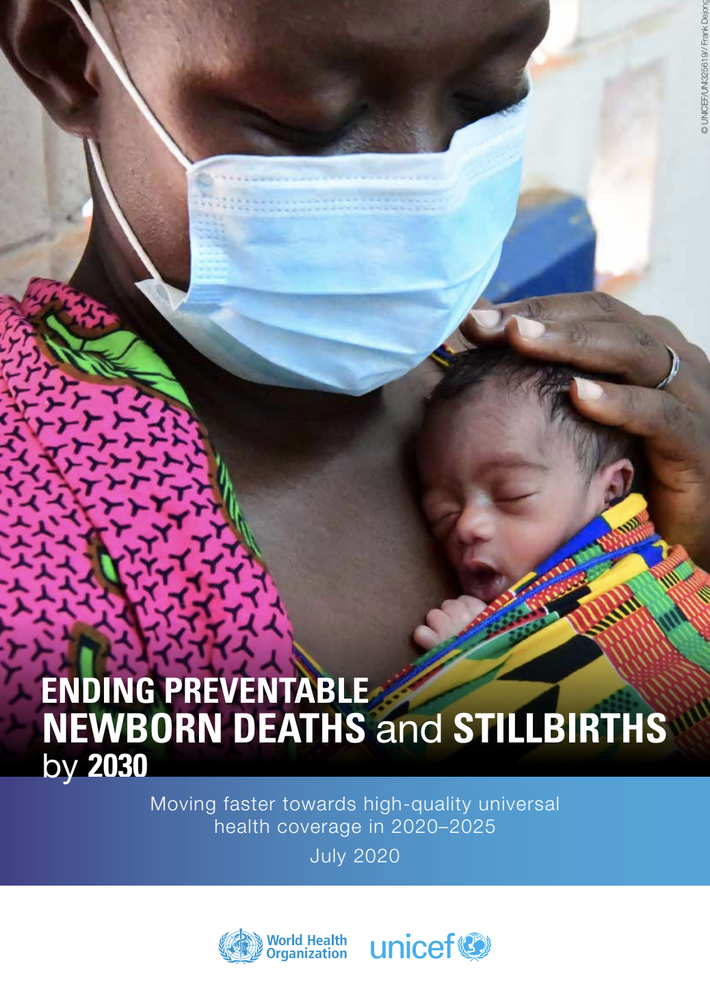 © UNICEF/UNI325619// Frank Dejong
ENDING PREVENTABLE
NEWBORN DEATHS and STILLBIRTHS
by 2030
Moving faster towards high-quality universal
health coverage in 2020–2025
July 2020
World Health
Organization
unicef